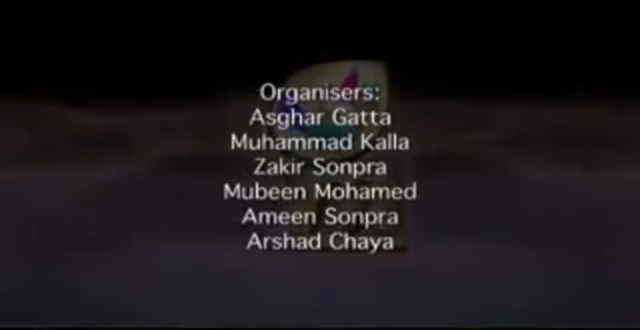 Organisers:
Asghar Gatta
Muhammad Kalla
Zakir Sonpra
Mubeen Mohamed
Ameen Sonpra
Arshad Chaya